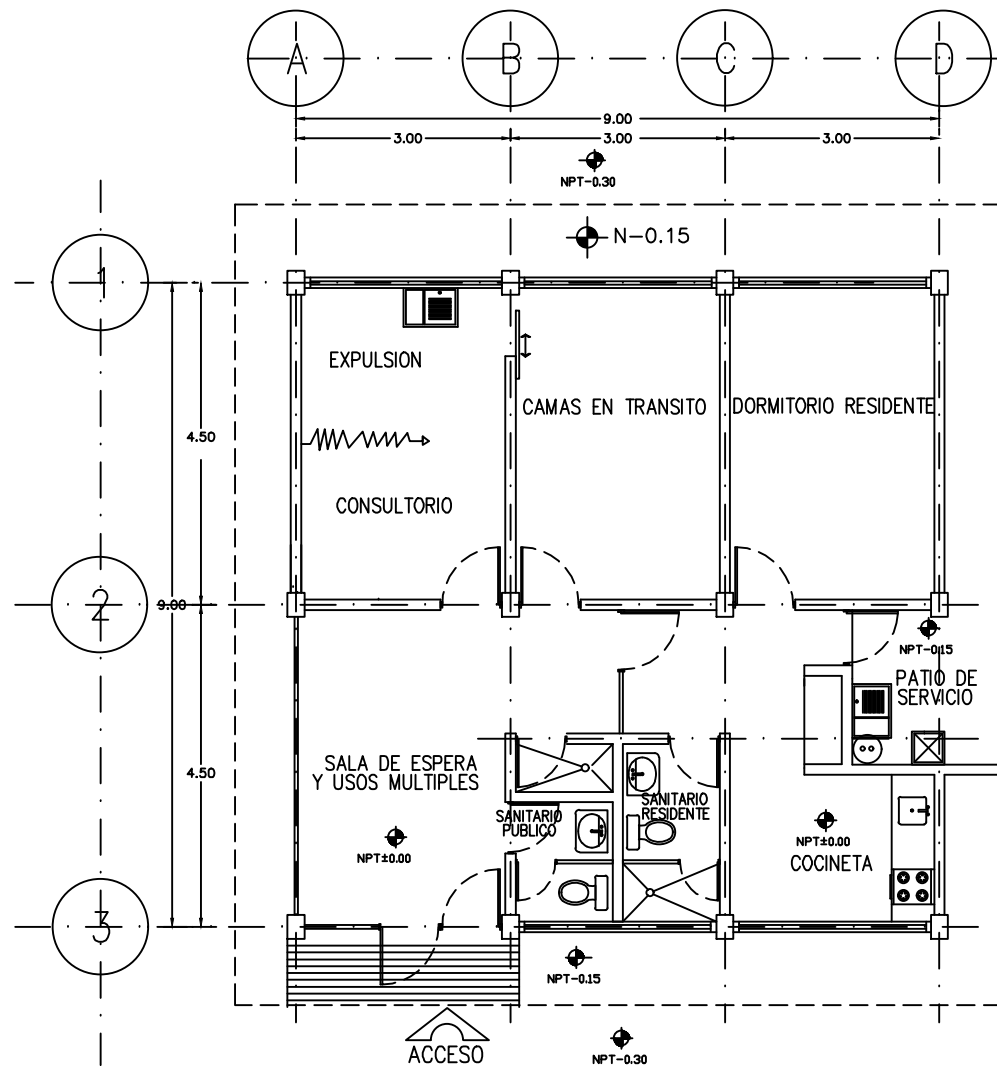 A B C D
9.00
3.00 3.00 3.00
NPT-0.30
N-0.15
1
EXPULSION
CAMAS EN TRANSITO
DORMITORIO RESIDENTE
4.50
CONSULTORIO
2
9.00
NPT-0.15
PATIO DE
SERVICIO
SALA DE ESPERA
Y USOS MULTIPLES
4.50
SANITARIO
RESIDENTE
SANITARIO
PUBLICO
NPT±0.00
NPT±0.00
COCINETA
3
NPT-0.15
ACCESO
NPT-0.30